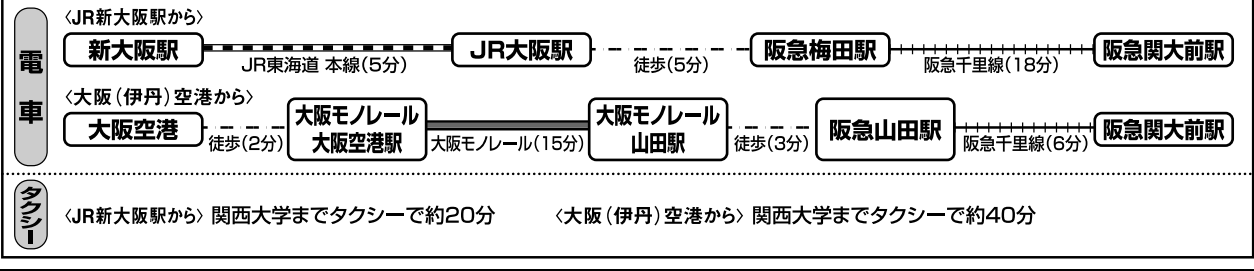 電車
〈JR新大阪駅から〉
新大阪駅 JR東海道 本線(5分) JR大阪駅 徒歩(5分) 阪急梅田駅 阪急千里線(18分) 阪急関大前駅
〈大阪(伊丹)空港から〉
大阪空港 徒歩(2分) 大阪モノレール
大阪空港駅 大阪モノレール(15分) 大阪モノレール
山田駅 徒歩(3分) 阪急山田駅 阪急千里線(6分) 阪急関大前駅
タクシー
〈JR新大阪駅から〉関西大学までタクシーで約20分 〈大阪(伊丹)空港から〉関西大学までタクシーで約40分